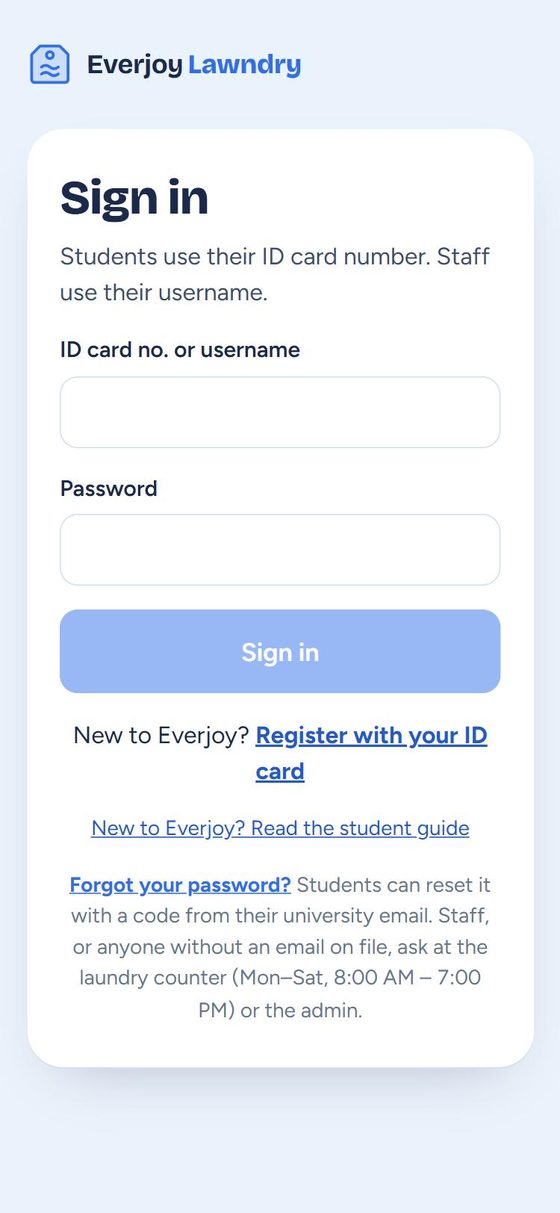 Everjoy Lawndry
Sign in
Students use their ID card number. Staff
use their username.
ID card no. or username
Password
Sign in
New to Everjoy? Register with your ID
card
New to Everjoy? Read the student guide
Forgot your password? Students can reset it
with a code from their university email. Staff,
or anyone without an email on file, ask at the
laundry counter (Mon–Sat, 8:00 AM – 7:00
PM) or the admin.